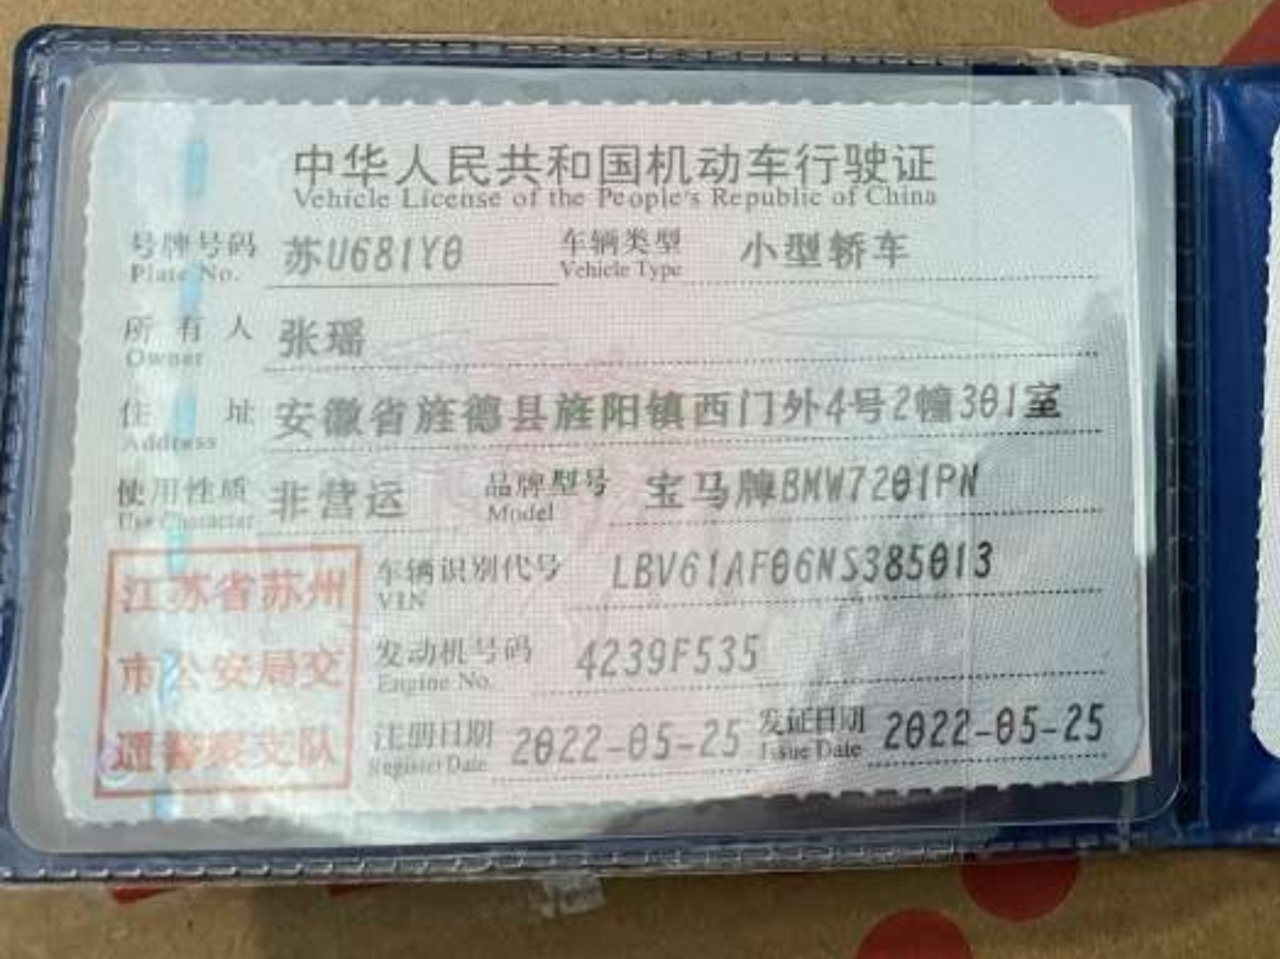 中华人民共和国机动车行驶证
Vehicle License of the People's Republic of China
号牌号码 苏U681Y0 车辆类型 小型轿车
Plate No. Vehicle Type
所有人 张瑶
Owner
住址 安徽省旌德县旌阳镇西门外4号2幢301室
Address
使用性质 非营运 品牌型号 宝马牌BMW7201PN
Use Character Model
江苏省苏州 车辆识别代号 LBV61AF06NS385013
VIN
市公安局交 发动机号码 4239F535
Engine No.
通警察支队 注册日期 2022-05-25 发证日期 2022-05-25
Register Date Issue Date